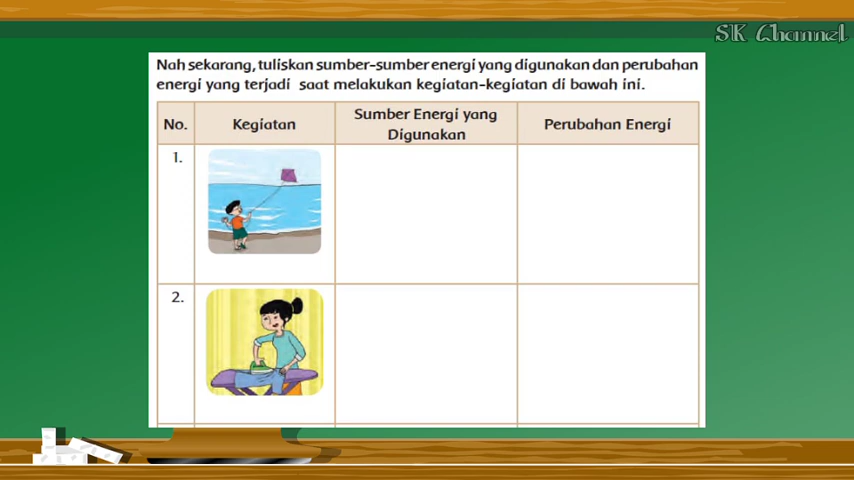 SK Channel
Nah sekarang, tuliskan sumber-sumber energi yang digunakan dan perubahan
energi yang terjadi saat melakukan kegiatan-kegiatan di bawah ini.
No.
Kegiatan
Sumber Energi yang
Digunakan
Perubahan Energi
1.
2.